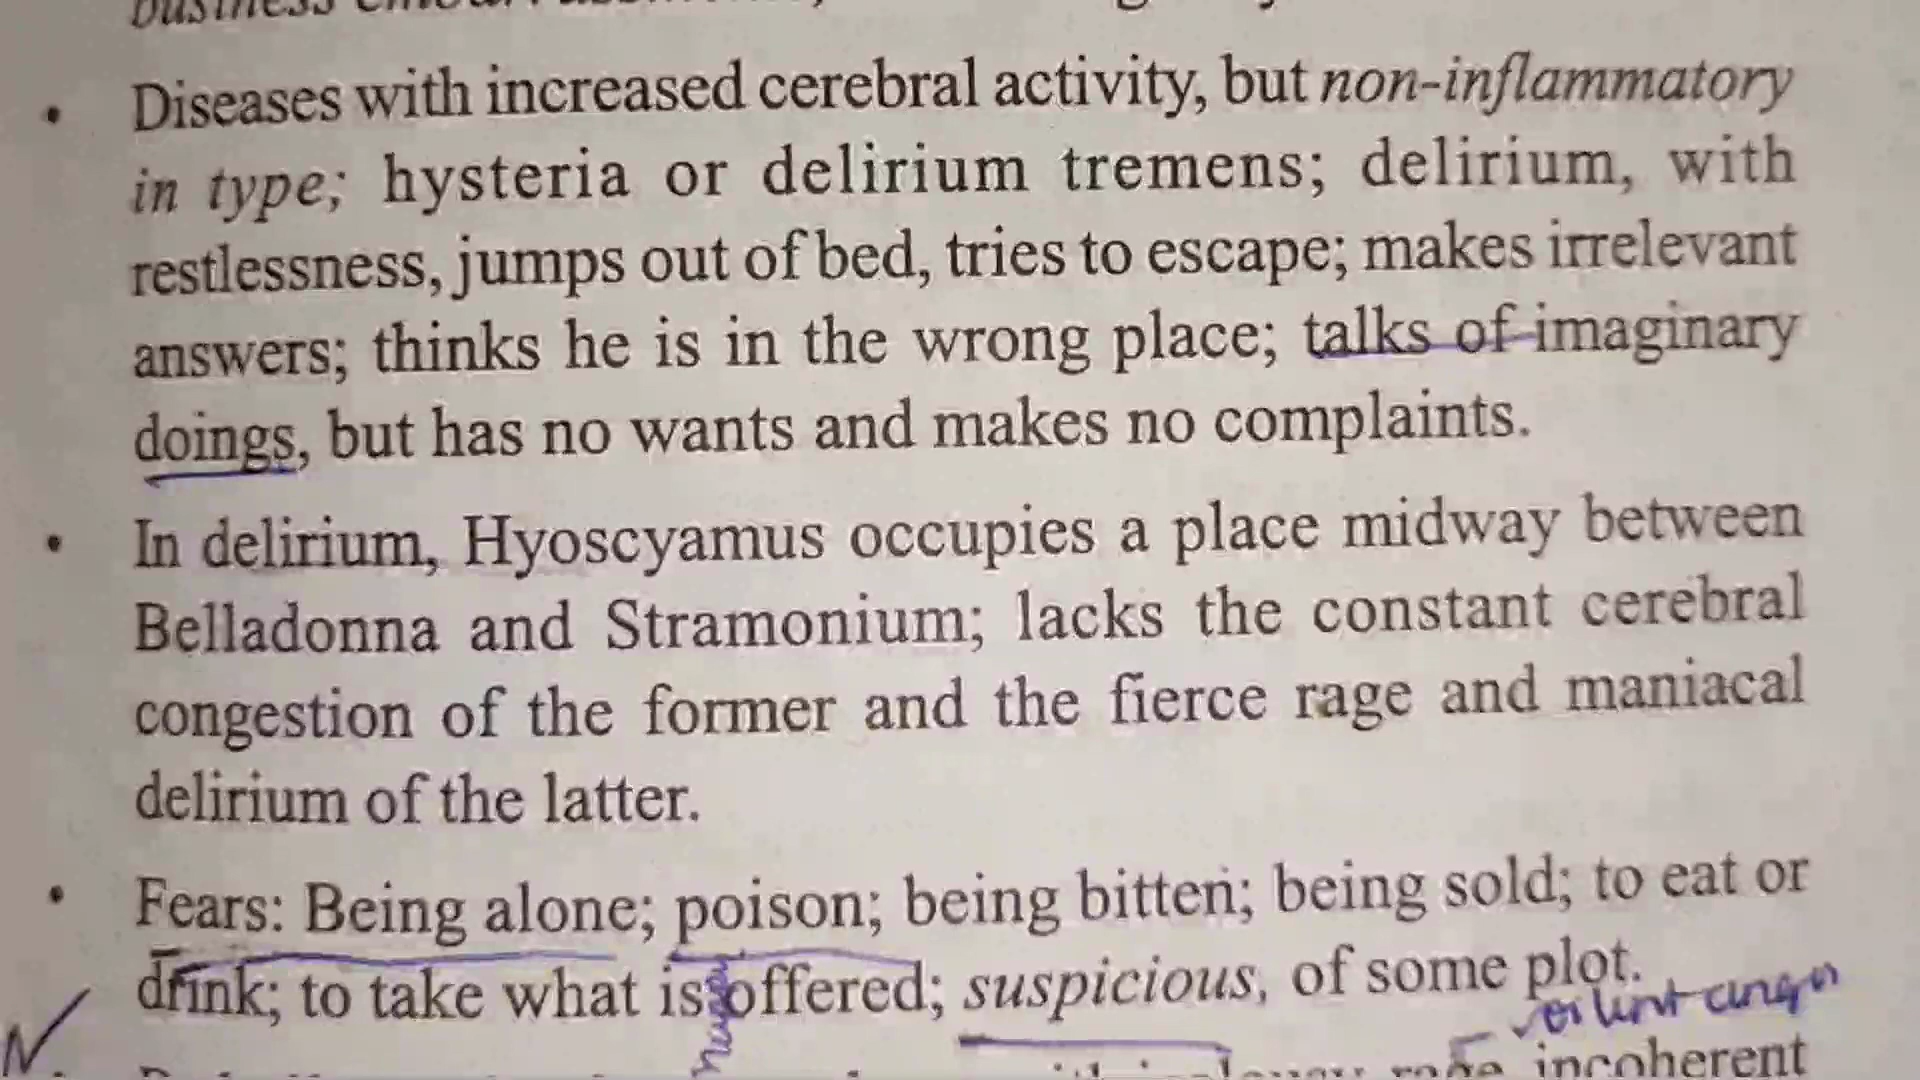 business
• Diseases with increased cerebral activity, but non-inflammatory
in type; hysteria or delirium tremens; delirium, with
restlessness, jumps out of bed, tries to escape; makes irrelevant
answers; thinks he is in the wrong place; talks of imaginary
doings, but has no wants and makes no complaints.
• In delirium, Hyoscyamus occupies a place midway between
Belladonna and Stramonium; lacks the constant cerebral
congestion of the former and the fierce rage and maniacal
delirium of the latter.
• Fears: Being alone; poison; being bitten; being sold; to eat or
drink; to take what is offered; suspicious, of some plot.
incoherent